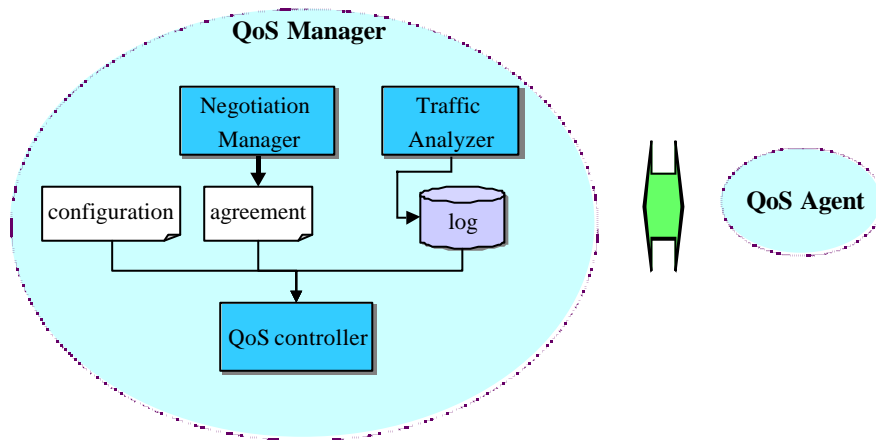 QoS Manager
Negotiation
Manager
Traffic
Analyzer
configuration
agreement
log
QoS Agent
QoS controller